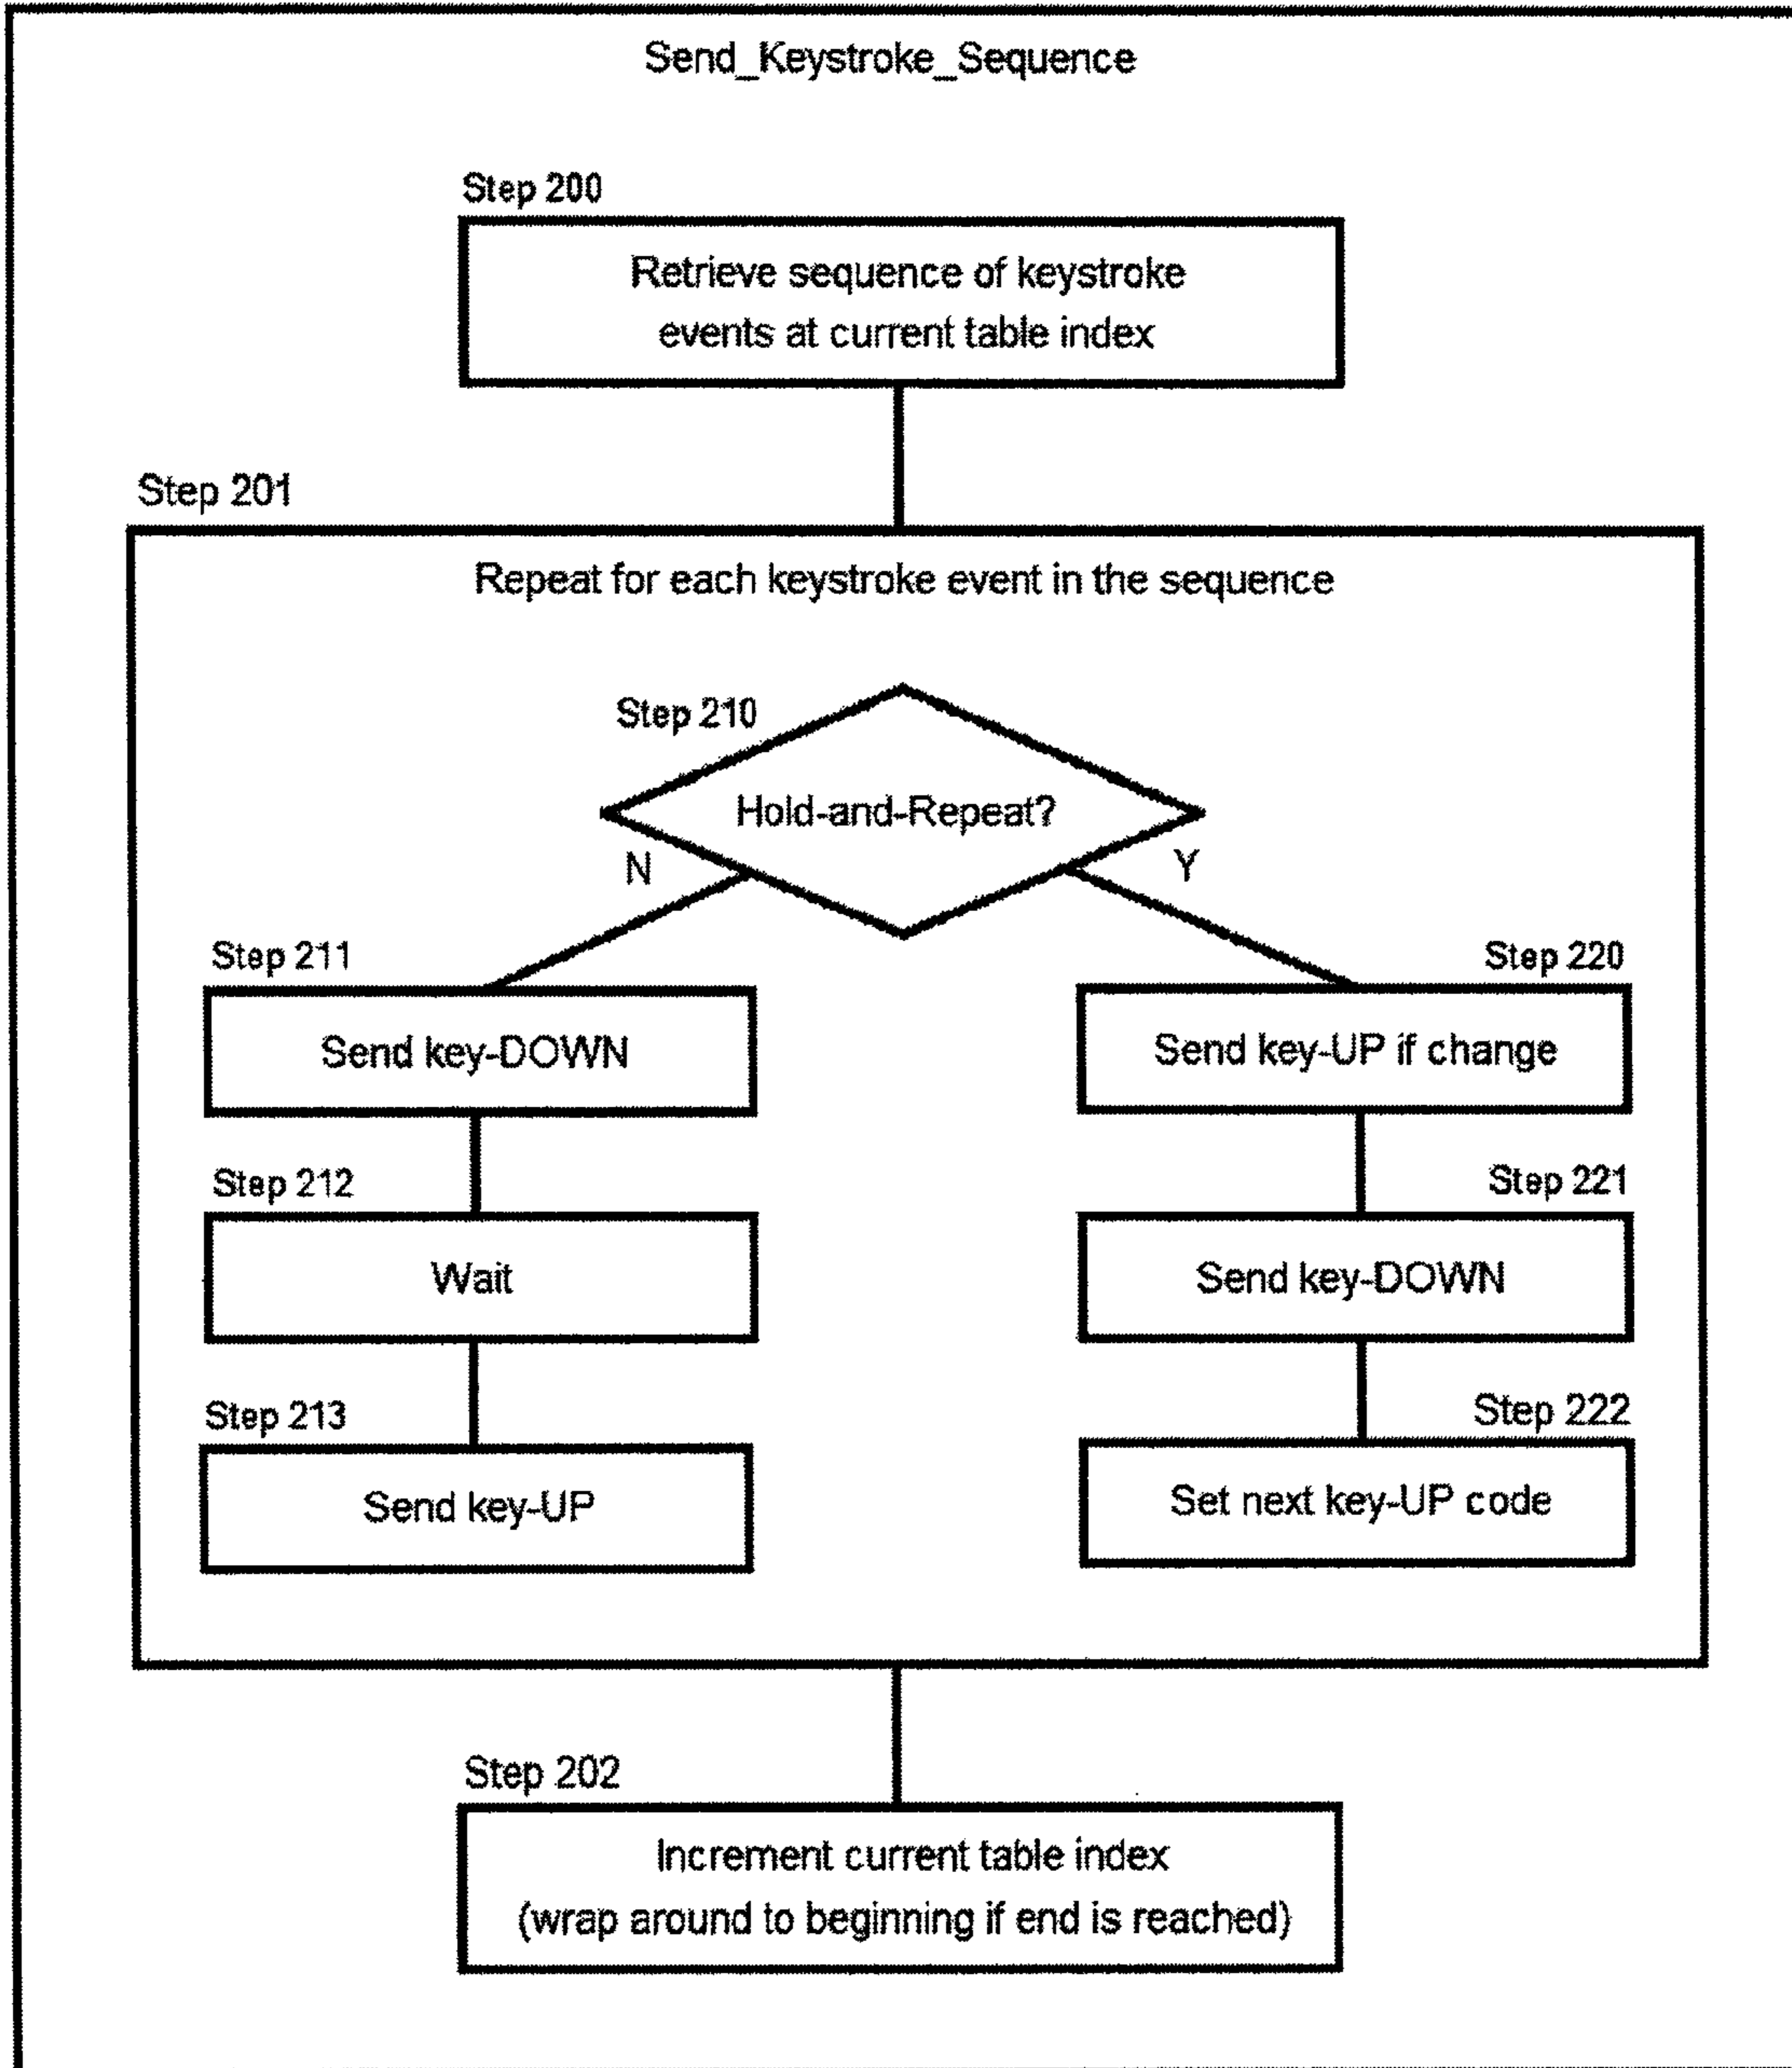 Send_Keystroke_Sequence
Step 200
Retrieve sequence of keystroke
events at current table index
Step 201
Repeat for each keystroke event in the sequence
Step 210
Hold-and-Repeat?
N
Y
Step 211
Send key-DOWN
Step 212
Wait
Step 213
Send key-UP
Step 220
Send key-UP if change
Step 221
Send key-DOWN
Step 222
Set next key-UP code
Step 202
Increment current table index
(wrap around to beginning if end is reached)